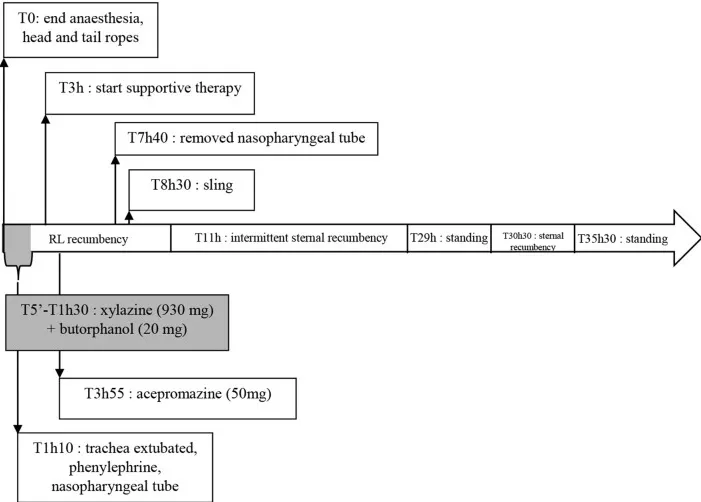 T0: end anaesthesia,
head and tail ropes
T3h : start supportive therapy
T7h40 : removed nasopharyngeal tube
T8h30 : sling
RL recumbency
T11h : intermittent sternal recumbency
T29h : standing
T30h30 : sternal
recumbency
T35h30 : standing
T5'-T1h30 : xylazine (930 mg)
+ butorphanol (20 mg)
T3h55 : acepromazine (50mg)
T1h10 : trachea extubated,
phenylephrine,
nasopharyngeal tube